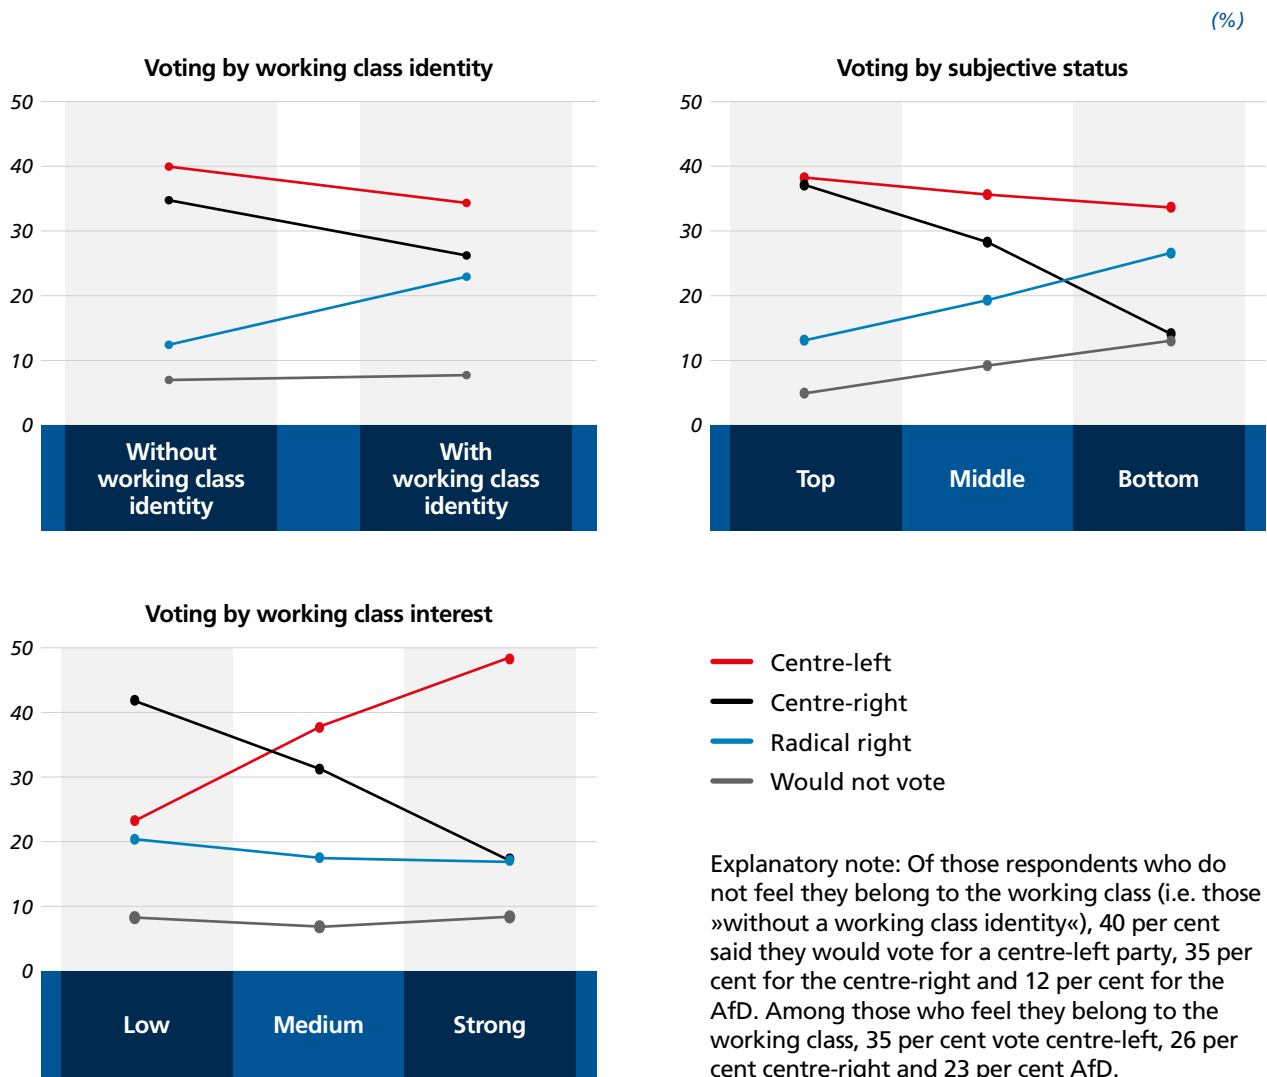 (%)
Voting by working class identity
50
40
30
20
10
0
Without
working class
identity
With
working class
identity
Voting by subjective status
50
40
30
20
10
0
Top
Middle
Bottom
Voting by working class interest
50
40
30
20
10
0
Low
Medium
Strong
Centre-left
Centre-right
Radical right
Would not vote
Explanatory note: Of those respondents who do
not feel they belong to the working class (i.e. those
»without a working class identity«), 40 per cent
said they would vote for a centre-left party, 35 per
cent for the centre-right and 12 per cent for the
AfD. Among those who feel they belong to the
working class, 35 per cent vote centre-left, 26 per
cent centre-right and 23 per cent AfD.